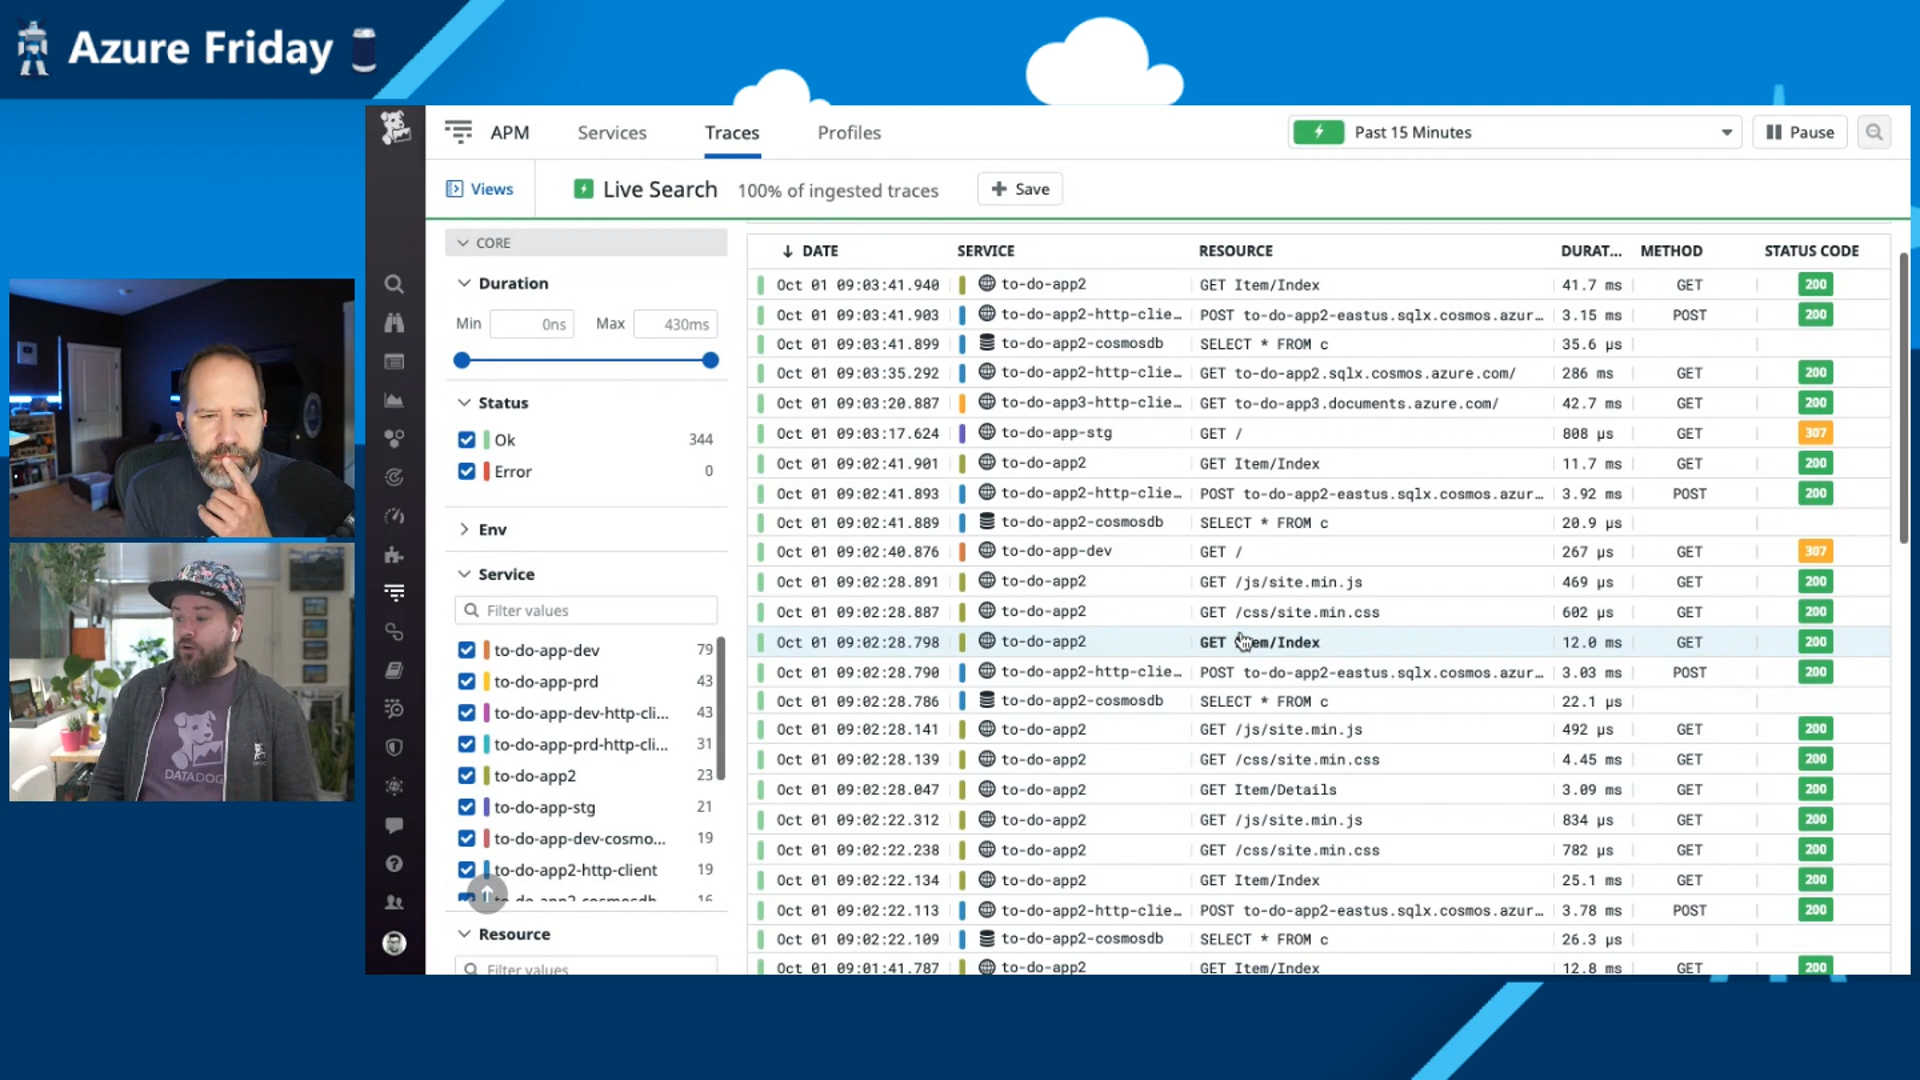 Azure Friday
APM Services Traces Profiles Past 15 Minutes Pause
Views Live Search 100% of ingested traces + Save
CORE
Duration
Min 0ns Max 430ms
Status
Ok 344
Error 0
Env
Service
Filter values
to-do-app-dev 79
to-do-app-prd 43
to-do-app-dev-http-cli... 43
to-do-app-prd-http-cli... 31
to-do-app2 23
to-do-app-stg 21
to-do-app-dev-cosmo... 19
to-do-app2-http-client 19
to-do-app2-cosmosdb 16
Resource
Filter values
DATE SERVICE RESOURCE DURAT... METHOD STATUS CODE
Oct 01 09:03:41.940 to-do-app2 GET Item/Index 41.7 ms GET 200
Oct 01 09:03:41.903 to-do-app2-http-clie... POST to-do-app2-eastus.sqlx.cosmos.azur... 3.15 ms POST 200
Oct 01 09:03:41.899 to-do-app2-cosmosdb SELECT * FROM c 35.6 µs
Oct 01 09:03:35.292 to-do-app2-http-clie... GET to-do-app2.sqlx.cosmos.azure.com/ 286 ms GET 200
Oct 01 09:03:20.887 to-do-app3-http-clie... GET to-do-app3.documents.azure.com/ 42.7 ms GET 200
Oct 01 09:03:17.624 to-do-app-stg GET / 808 µs GET 307
Oct 01 09:02:41.901 to-do-app2 GET Item/Index 11.7 ms GET 200
Oct 01 09:02:41.893 to-do-app2-http-clie... POST to-do-app2-eastus.sqlx.cosmos.azur... 3.92 ms POST 200
Oct 01 09:02:41.889 to-do-app2-cosmosdb SELECT * FROM c 20.9 µs
Oct 01 09:02:40.876 to-do-app-dev GET / 267 µs GET 307
Oct 01 09:02:28.891 to-do-app2 GET /js/site.min.js 469 µs GET 200
Oct 01 09:02:28.887 to-do-app2 GET /css/site.min.css 602 µs GET 200
Oct 01 09:02:28.798 to-do-app2 GET em/Index 12.0 ms GET 200
Oct 01 09:02:28.790 to-do-app2-http-clie... POST to-do-app2-eastus.sqlx.cosmos.azur... 3.03 ms POST 200
Oct 01 09:02:28.786 to-do-app2-cosmosdb SELECT * FROM c 22.1 µs
Oct 01 09:02:28.141 to-do-app2 GET /js/site.min.js 492 µs GET 200
Oct 01 09:02:28.139 to-do-app2 GET /css/site.min.css 4.45 ms GET 200
Oct 01 09:02:28.047 to-do-app2 GET Item/Details 3.09 ms GET 200
Oct 01 09:02:22.312 to-do-app2 GET /js/site.min.js 834 µs GET 200
Oct 01 09:02:22.238 to-do-app2 GET /css/site.min.css 782 µs GET 200
Oct 01 09:02:22.134 to-do-app2 GET Item/Index 25.1 ms GET 200
Oct 01 09:02:22.113 to-do-app2-http-clie... POST to-do-app2-eastus.sqlx.cosmos.azur... 3.78 ms POST 200
Oct 01 09:02:22.109 to-do-app2-cosmosdb SELECT * FROM c 26.3 µs
Oct 01 09:01:41.787 to-do-app2 GET Item/Index 12.8 ms GET 200
DATADOG